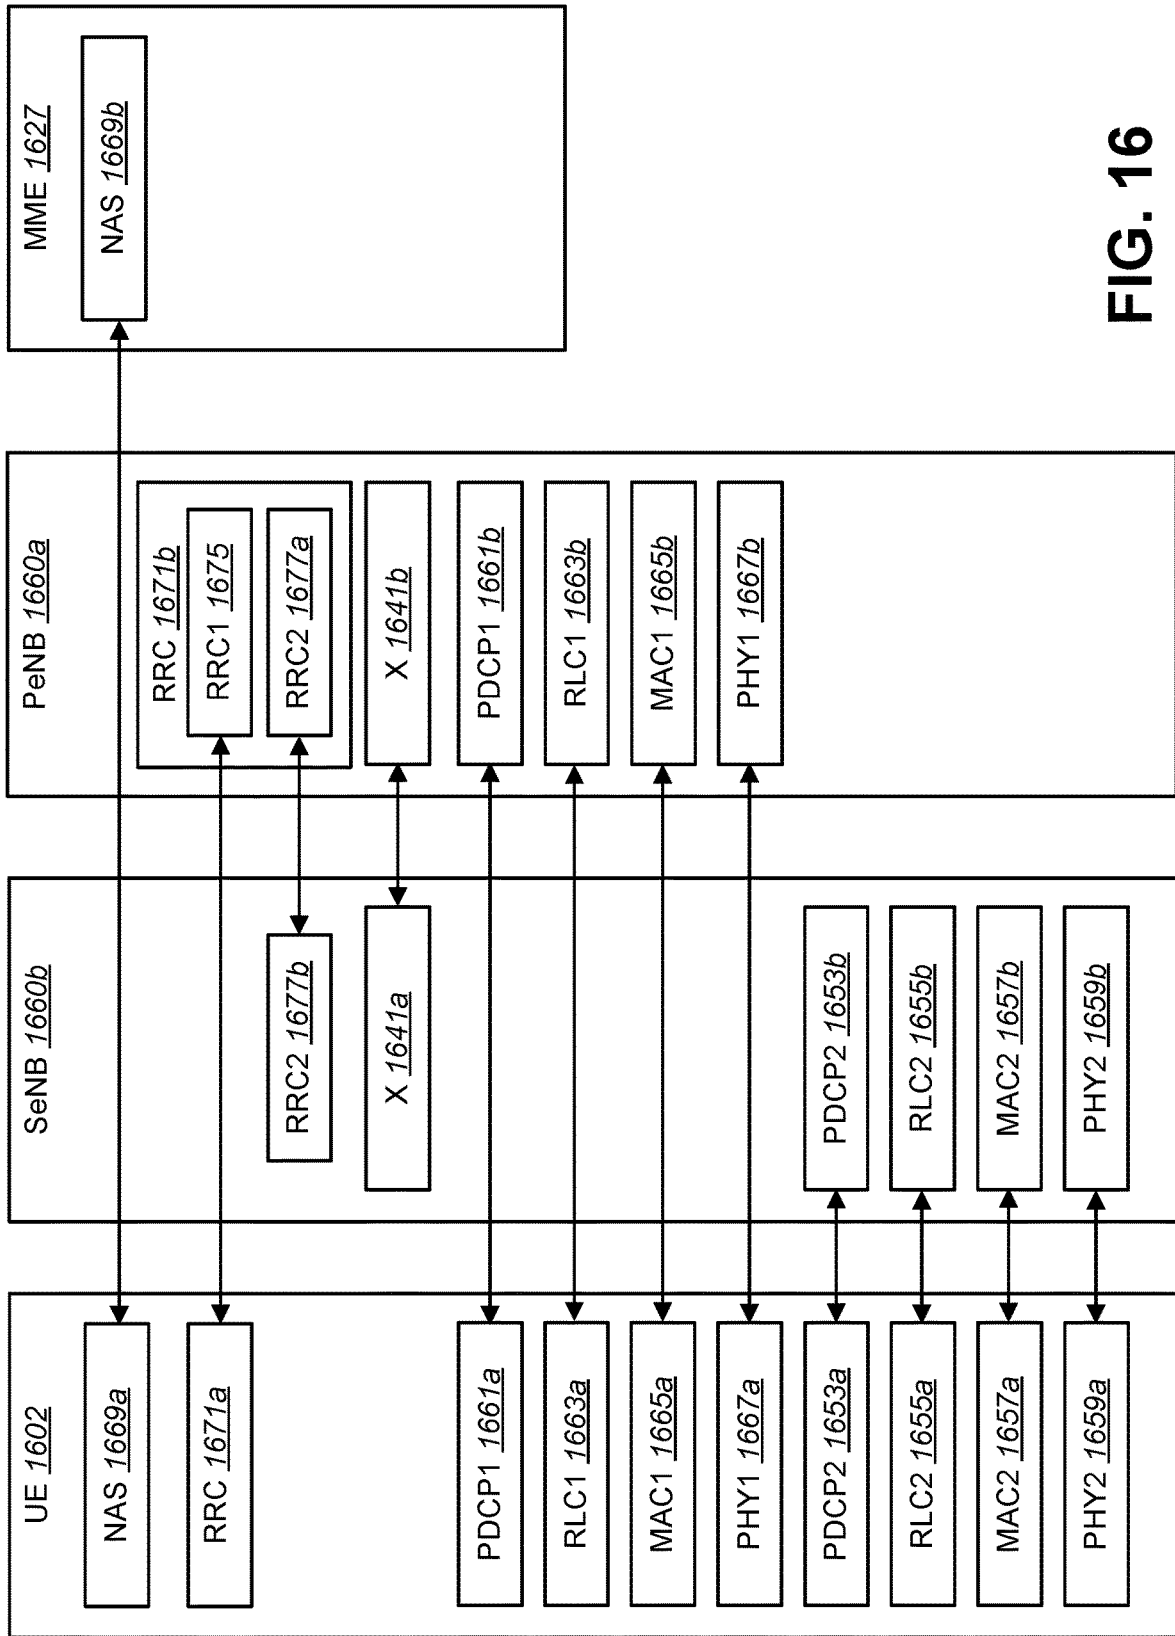 UE 1602
NAS 1669a
RRC 1671a
PDCP1 1661a
RLC1 1663a
MAC1 1665a
PHY1 1667a
PDCP2 1653a
RLC2 1655a
MAC2 1657a
PHY2 1659a
SeNB 1660b
RRC2 1677b
X 1641a
PDCP2 1653b
RLC2 1655b
MAC2 1657b
PHY2 1659b
PeNB 1660a
RRC 1671b
RRC1 1675
RRC2 1677a
X 1641b
PDCP1 1661b
RLC1 1663b
MAC1 1665b
PHY1 1667b
MME 1627
NAS 1669b
FIG. 16